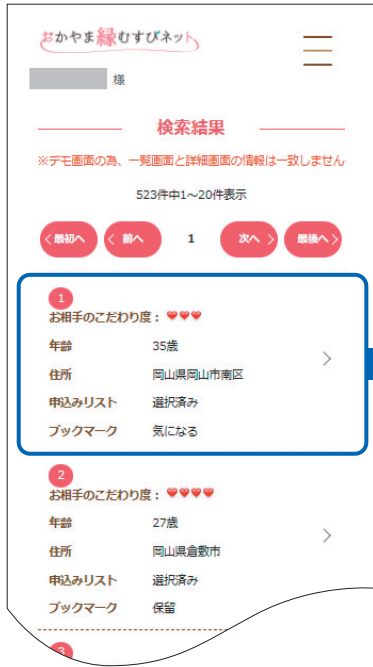 おかやま縁むすびネット
様
検索結果
※デモ画面の為、一覧画面と詳細画面の情報は一致しません
523件中1～20件表示
＜最初へ ＜ 前へ 1 次へ ＞ 最後へ＞
1
お相手のこだわり度：❤❤❤
年齢 35歳
住所 岡山県岡山市南区
申込みリスト 選択済み
ブックマーク 気になる
2
お相手のこだわり度：❤❤❤❤
年齢 27歳
住所 岡山県倉敷市
申込みリスト 選択済み
ブックマーク 保留
3